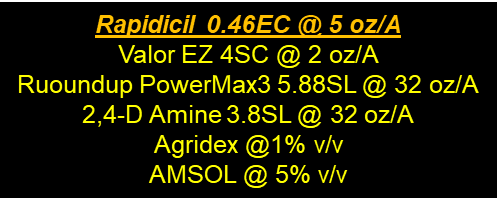 Rapidicil  0.46EC @ 5 oz/A
Valor EZ 4SC @ 2 oz/A
Ruoundup PowerMax3 5.88SL @ 32 oz/A
2,4-D Amine 3.8SL @ 32 oz/A
Agridex @1% v/v
AMSOL @ 5% v/v